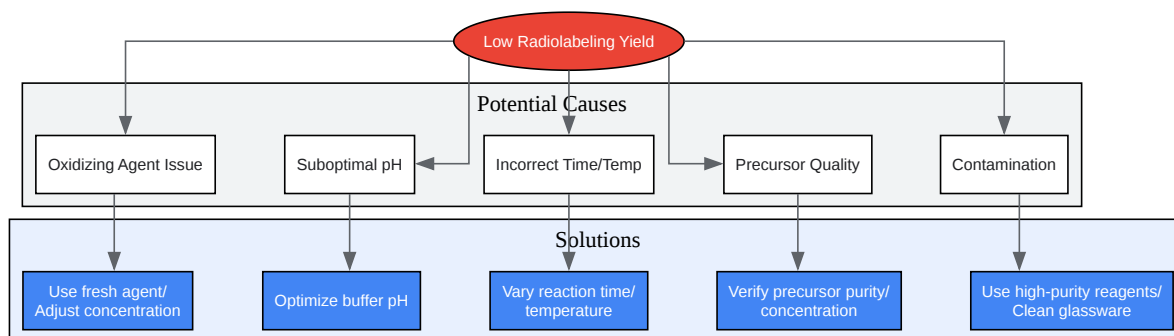 Low Radiolabeling Yield
Potential Causes
Oxidizing Agent Issue
Suboptimal pH
Incorrect Time/Temp
Precursor Quality
Contamination
Solutions
Use fresh agent/
Adjust concentration
Optimize buffer pH
Vary reaction time/
temperature
Verify precursor purity/
concentration
Use high-purity reagents/
Clean glassware